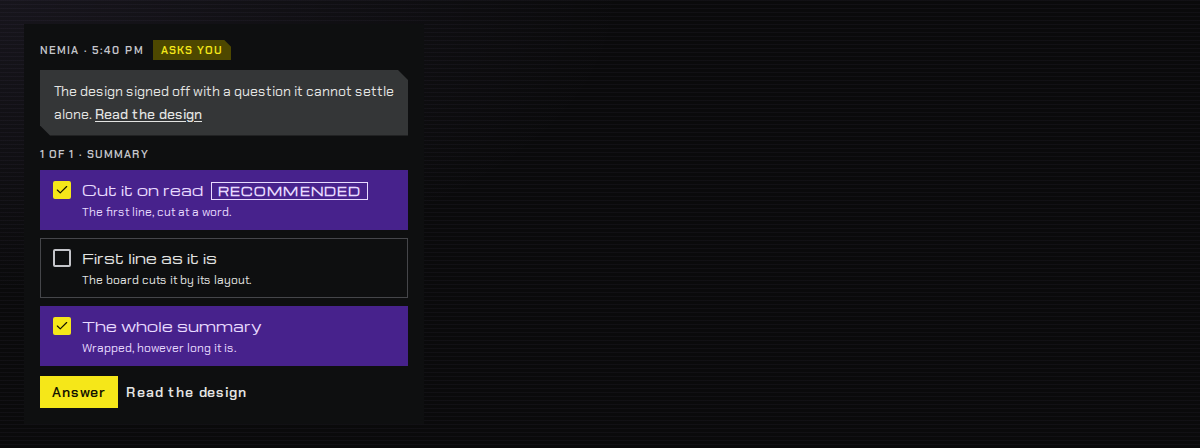 NEMIA · 5:40 PM ASKS YOU
The design signed off with a question it cannot settle
alone. Read the design
1 OF 1 · SUMMARY
Cut it on read RECOMMENDED
The first line, cut at a word.
First line as it is
The board cuts it by its layout.
The whole summary
Wrapped, however long it is.
Answer Read the design